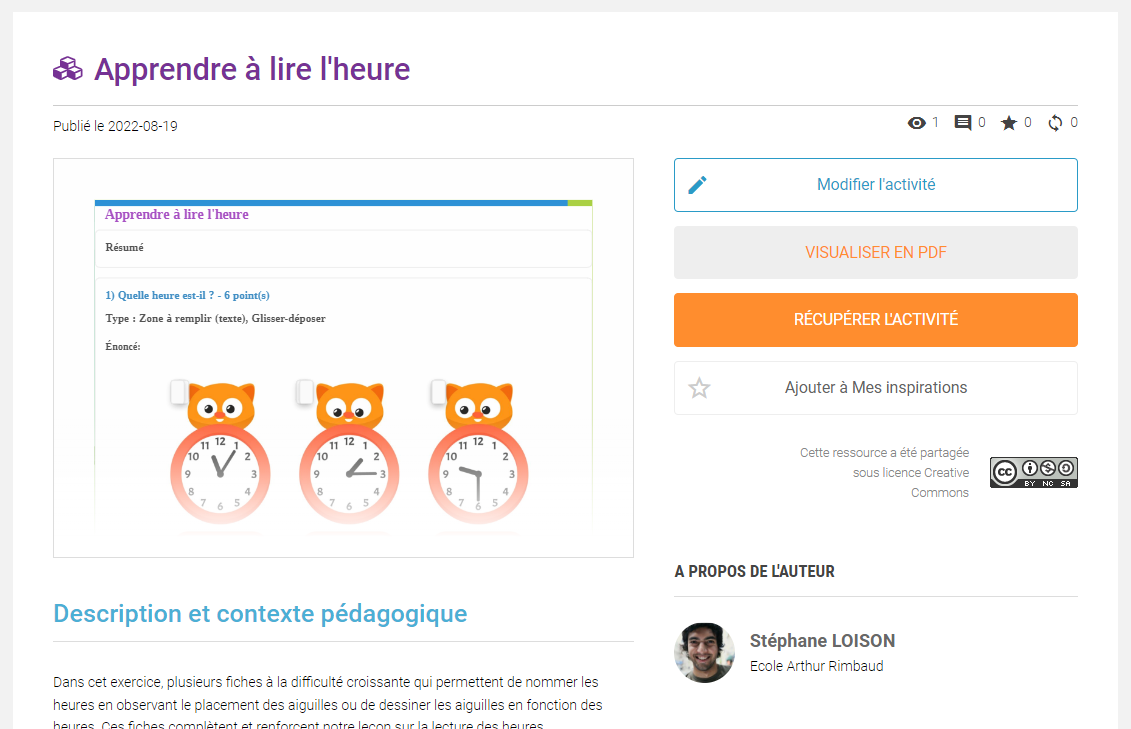 Apprendre à lire l'heure
Publié le 2022-08-19
1 0 0 0
Apprendre à lire l'heure
Résumé
1) Quelle heure est-il ? - 6 point(s)
Type : Zone à remplir (texte), Glisser-déposer
Énoncé:
12 1 2 3 4 5 6 7 8 9 10 11
12 1 2 3 4 5 6 7 8 9 10 11
12 1 2 3 4 5 6 7 8 9 10 11
Description et contexte pédagogique
Dans cet exercice, plusieurs fiches à la difficulté croissante qui permettent de nommer les
heures en observant le placement des aiguilles ou de dessiner les aiguilles en fonction des
heures. Ces fiches complètent et renforcent notre leçon sur la lecture des heures.
Modifier l'activité
VISUALISER EN PDF
RÉCUPÉRER L'ACTIVITÉ
Ajouter à Mes inspirations
Cette ressource a été partagée
sous licence Creative
Commons
cc
BY NC SA
A PROPOS DE L'AUTEUR
Stéphane LOISON
Ecole Arthur Rimbaud